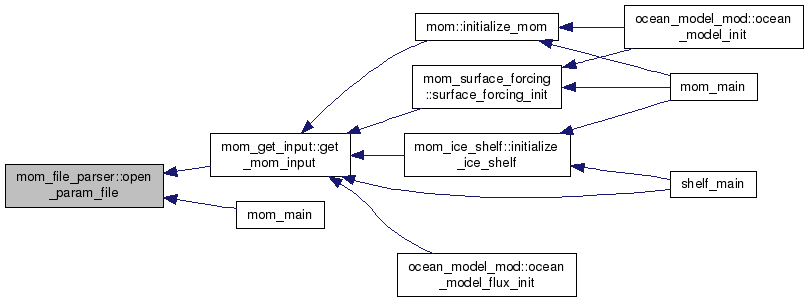 mom_file_parser::open
_param_file
mom_get_input::get
_mom_input
mom_main
mom::initialize_mom
mom_surface_forcing
::surface_forcing_init
mom_ice_shelf::initialize
_ice_shelf
ocean_model_mod::ocean
_model_flux_init
ocean_model_mod::ocean
_model_init
mom_main
shelf_main